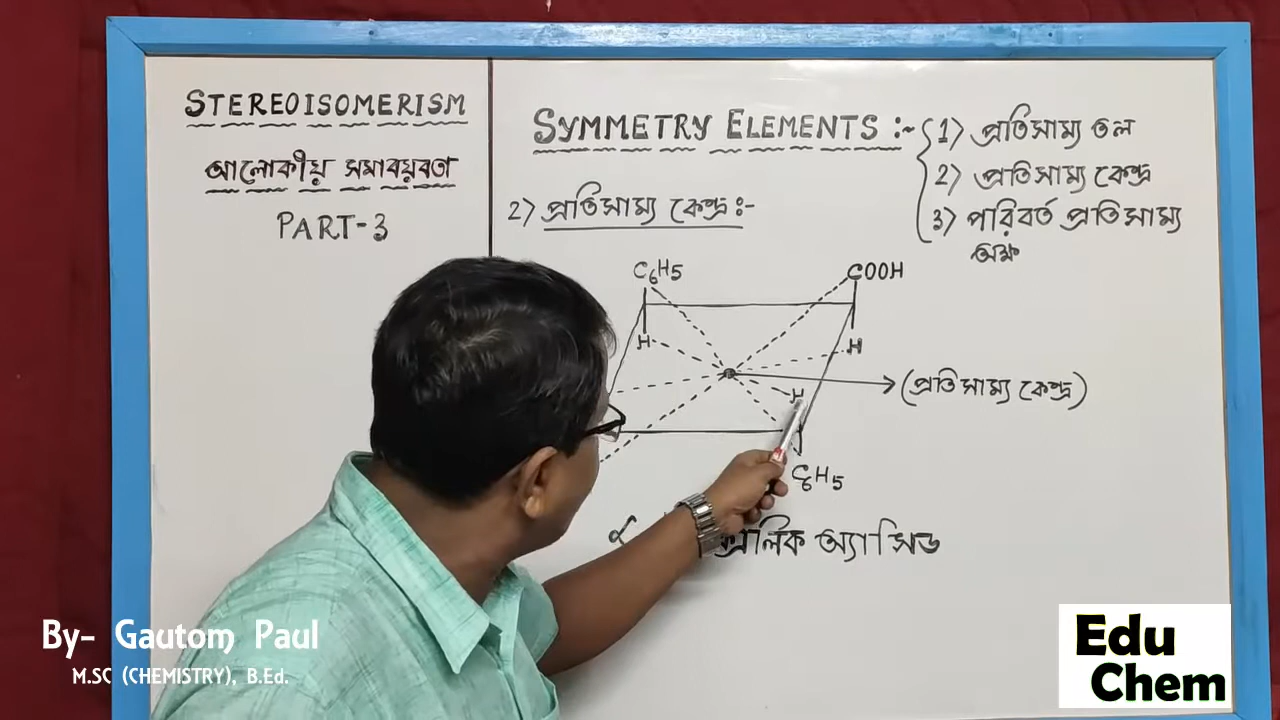 STEREOISOMERISM
আলোকীয় সমাবয়বতা
PART-3
SYMMETRY ELEMENTS :-
1) প্রতিসাম্য তল
2) প্রতিসাম্য কেন্দ্র
3) পরিবর্ত প্রতিসাম্য
অক্ষ
2) প্রতিসাম্য কেন্দ্র:-
C6H5
COOH
H
H
H
(প্রতিসাম্য কেন্দ্র)
C6H5
অ্যাসিড
By- Gautom Paul
M.SC (CHEMISTRY), B.Ed.
Edu
Chem